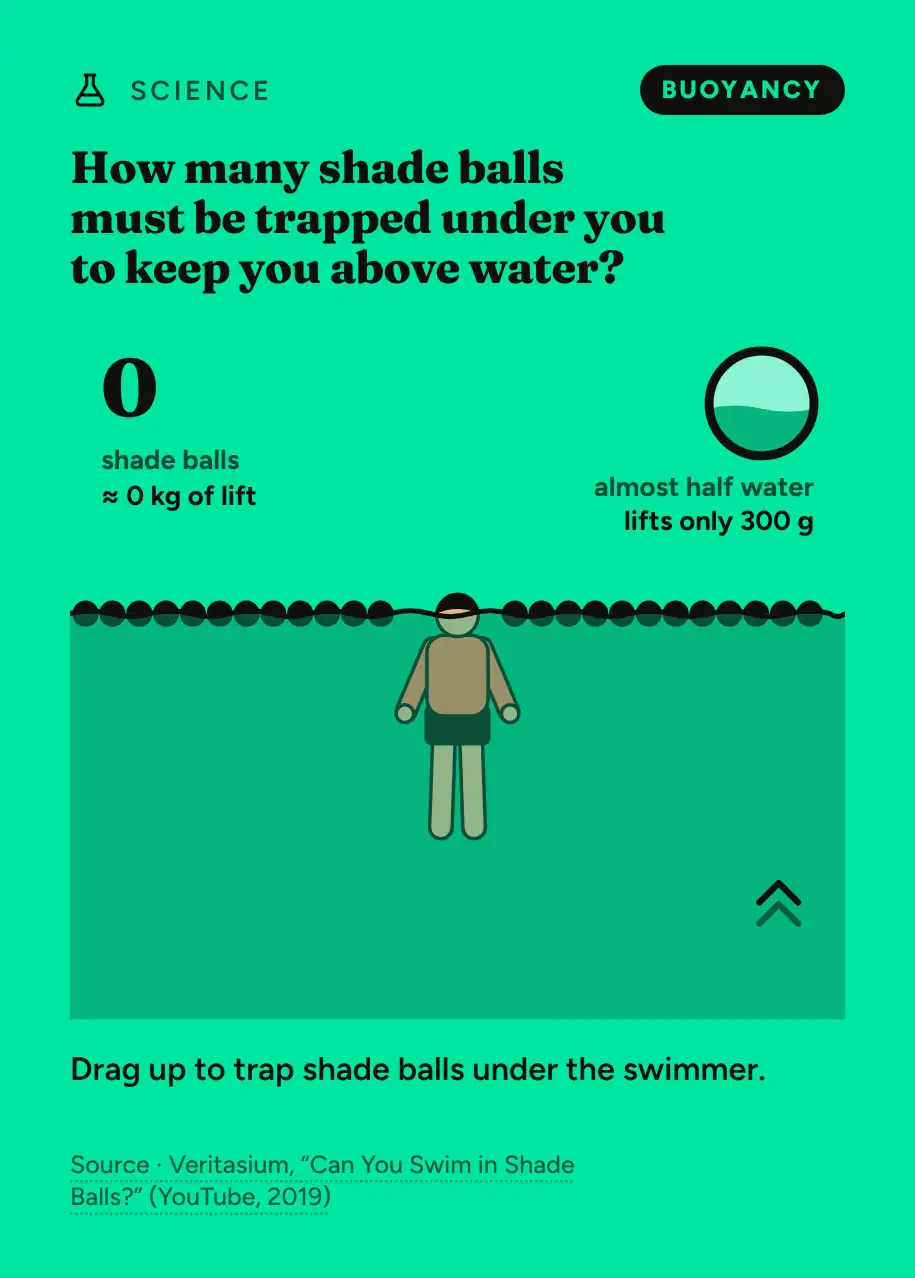 SCIENCE
BUOYANCY
How many shade balls
must be trapped under you
to keep you above water?
0
shade balls
≈ 0 kg of lift
almost half water
lifts only 300 g
Drag up to trap shade balls under the swimmer.
Source · Veritasium, “Can You Swim in Shade
Balls?” (YouTube, 2019)